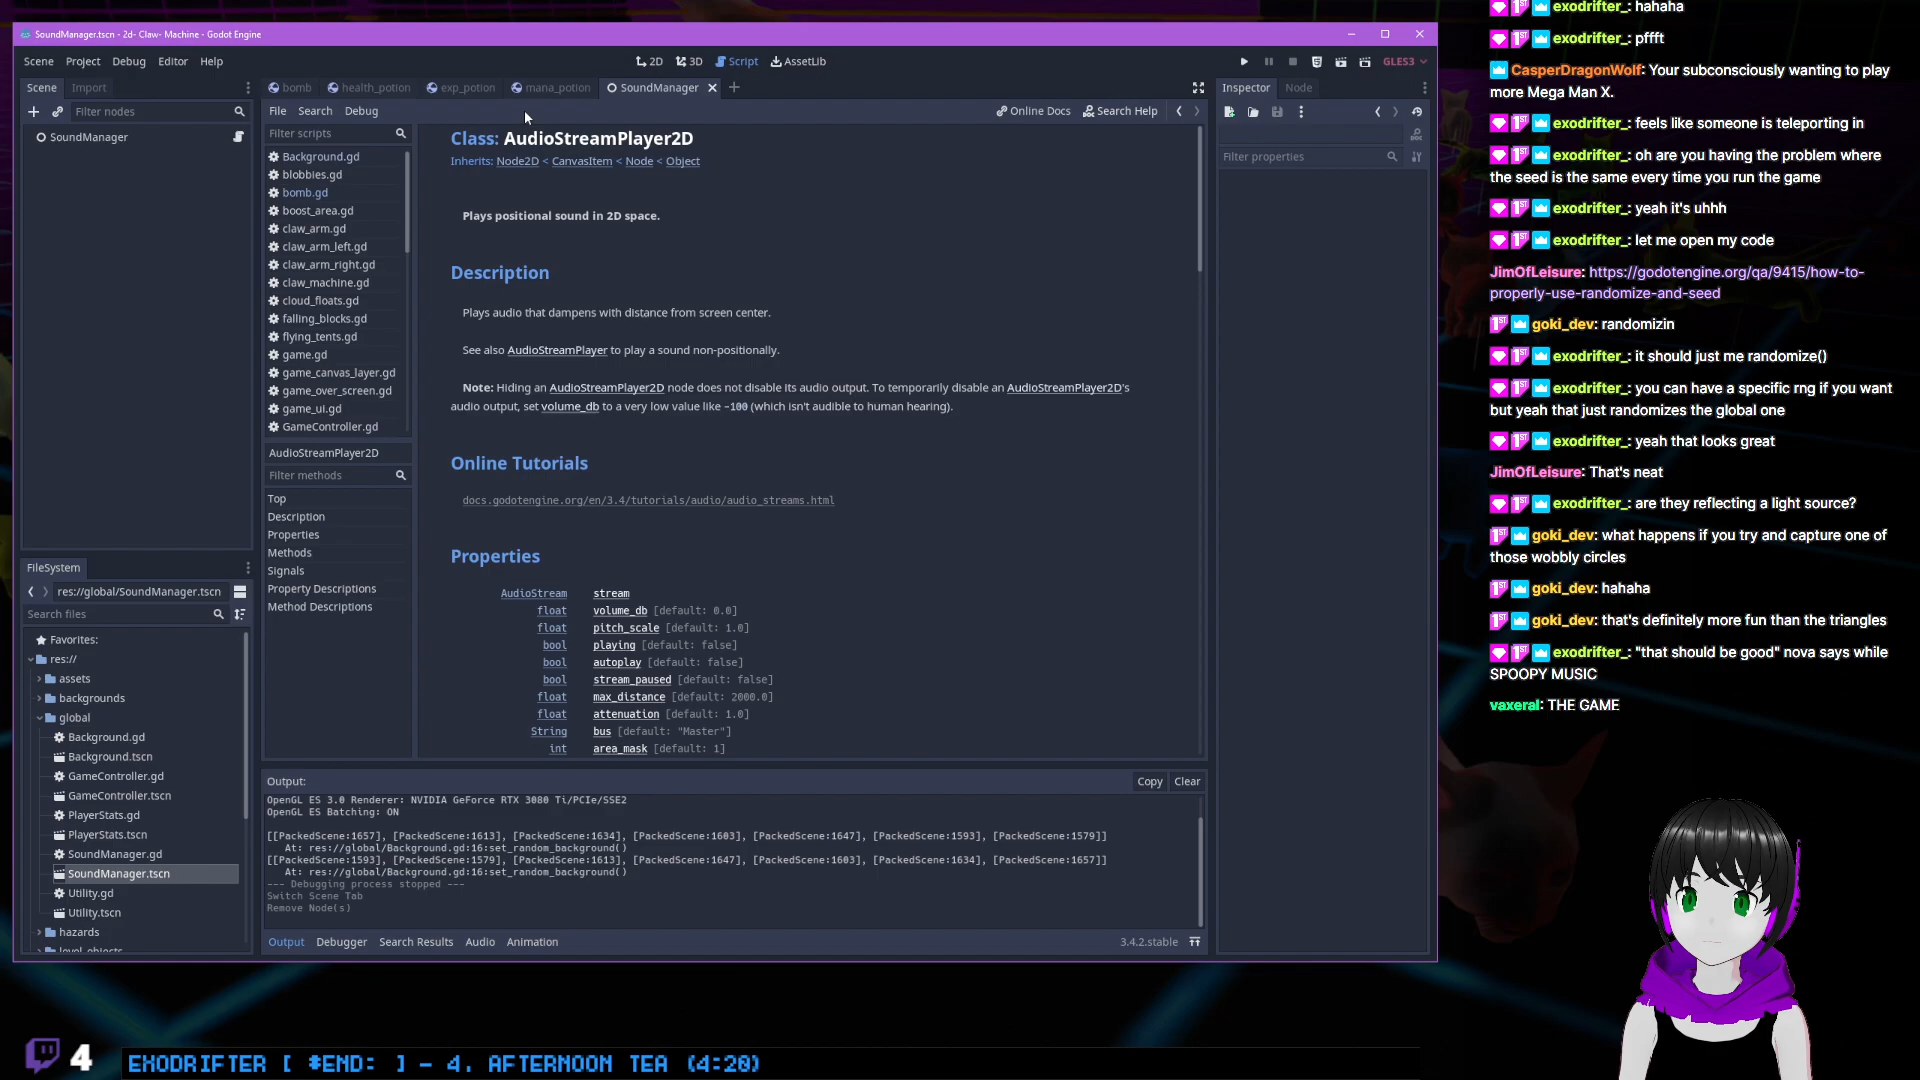 SoundManager.tscn - 2d- Claw- Machine - Godot Engine
Scene Project Debug Editor Help
2D 3D Script AssetLib
GLES3
Scene Import
Filter nodes
SoundManager
bomb health_potion exp_potion mana_potion SoundManager
File Search Debug
Online Docs Search Help
Filter scripts
Background.gd
blobbies.gd
bomb.gd
boost_area.gd
claw_arm.gd
claw_arm_left.gd
claw_arm_right.gd
claw_machine.gd
cloud_floats.gd
falling_blocks.gd
flying_tents.gd
game.gd
game_canvas_layer.gd
game_over_screen.gd
game_ui.gd
GameController.gd
AudioStreamPlayer2D
Filter methods
Top
Description
Properties
Methods
Signals
Property Descriptions
Method Descriptions
Class: AudioStreamPlayer2D
Inherits: Node2D < CanvasItem < Node < Object
Plays positional sound in 2D space.
Description
Plays audio that dampens with distance from screen center.
See also AudioStreamPlayer to play a sound non-positionally.
Note: Hiding an AudioStreamPlayer2D node does not disable its audio output. To temporarily disable an AudioStreamPlayer2D's
audio output, set volume_db to a very low value like -100 (which isn't audible to human hearing).
Online Tutorials
docs.godotengine.org/en/3.4/tutorials/audio/audio_streams.html
Properties
AudioStream stream
float volume_db [default: 0.0]
float pitch_scale [default: 1.0]
bool playing [default: false]
bool autoplay [default: false]
bool stream_paused [default: false]
float max_distance [default: 2000.0]
float attenuation [default: 1.0]
String bus [default: "Master"]
int area_mask [default: 1]
Inspector Node
Filter properties
FileSystem
res://global/SoundManager.tscn
Search files
Favorites:
res://
assets
backgrounds
global
Background.gd
Background.tscn
GameController.gd
GameController.tscn
PlayerStats.gd
PlayerStats.tscn
SoundManager.gd
SoundManager.tscn
Utility.gd
Utility.tscn
hazards
level_objects
Output:
Copy Clear
OpenGL ES 3.0 Renderer: NVIDIA GeForce RTX 3080 Ti/PCIe/SSE2
OpenGL ES Batching: ON
[[PackedScene:1657], [PackedScene:1613], [PackedScene:1634], [PackedScene:1603], [PackedScene:1647], [PackedScene:1593], [PackedScene:1579]]
At: res://global/Background.gd:16:set_random_background()
[[PackedScene:1593], [PackedScene:1579], [PackedScene:1613], [PackedScene:1647], [PackedScene:1603], [PackedScene:1634], [PackedScene:1657]]
At: res://global/Background.gd:16:set_random_background()
--- Debugging process stopped ---
Switch Scene Tab
Remove Node(s)
Output Debugger Search Results Audio Animation
3.4.2.stable
1ST exodrifter_: hahaha
1ST exodrifter_: pffft
CasperDragonWolf: Your subconsciously wanting to play
more Mega Man X.
1ST exodrifter_: feels like someone is teleporting in
1ST exodrifter_: oh are you having the problem where
the seed is the same every time you run the game
1ST exodrifter_: yeah it's uhhh
1ST exodrifter_: let me open my code
JimOfLeisure: https://godotengine.org/qa/9415/how-to-
properly-use-randomize-and-seed
1ST goki_dev: randomizin
1ST exodrifter_: it should just me randomize()
1ST exodrifter_: you can have a specific rng if you want
but yeah that just randomizes the global one
1ST exodrifter_: yeah that looks great
JimOfLeisure: That's neat
1ST exodrifter_: are they reflecting a light source?
1ST goki_dev: what happens if you try and capture one of
those wobbly circles
1ST goki_dev: hahaha
1ST goki_dev: that's definitely more fun than the triangles
1ST exodrifter_: "that should be good" nova says while
SPOOPY MUSIC
vaxeral: THE GAME
4
EXODRIFTER [ *END: ] - 4. AFTERNOON TEA (4:20)